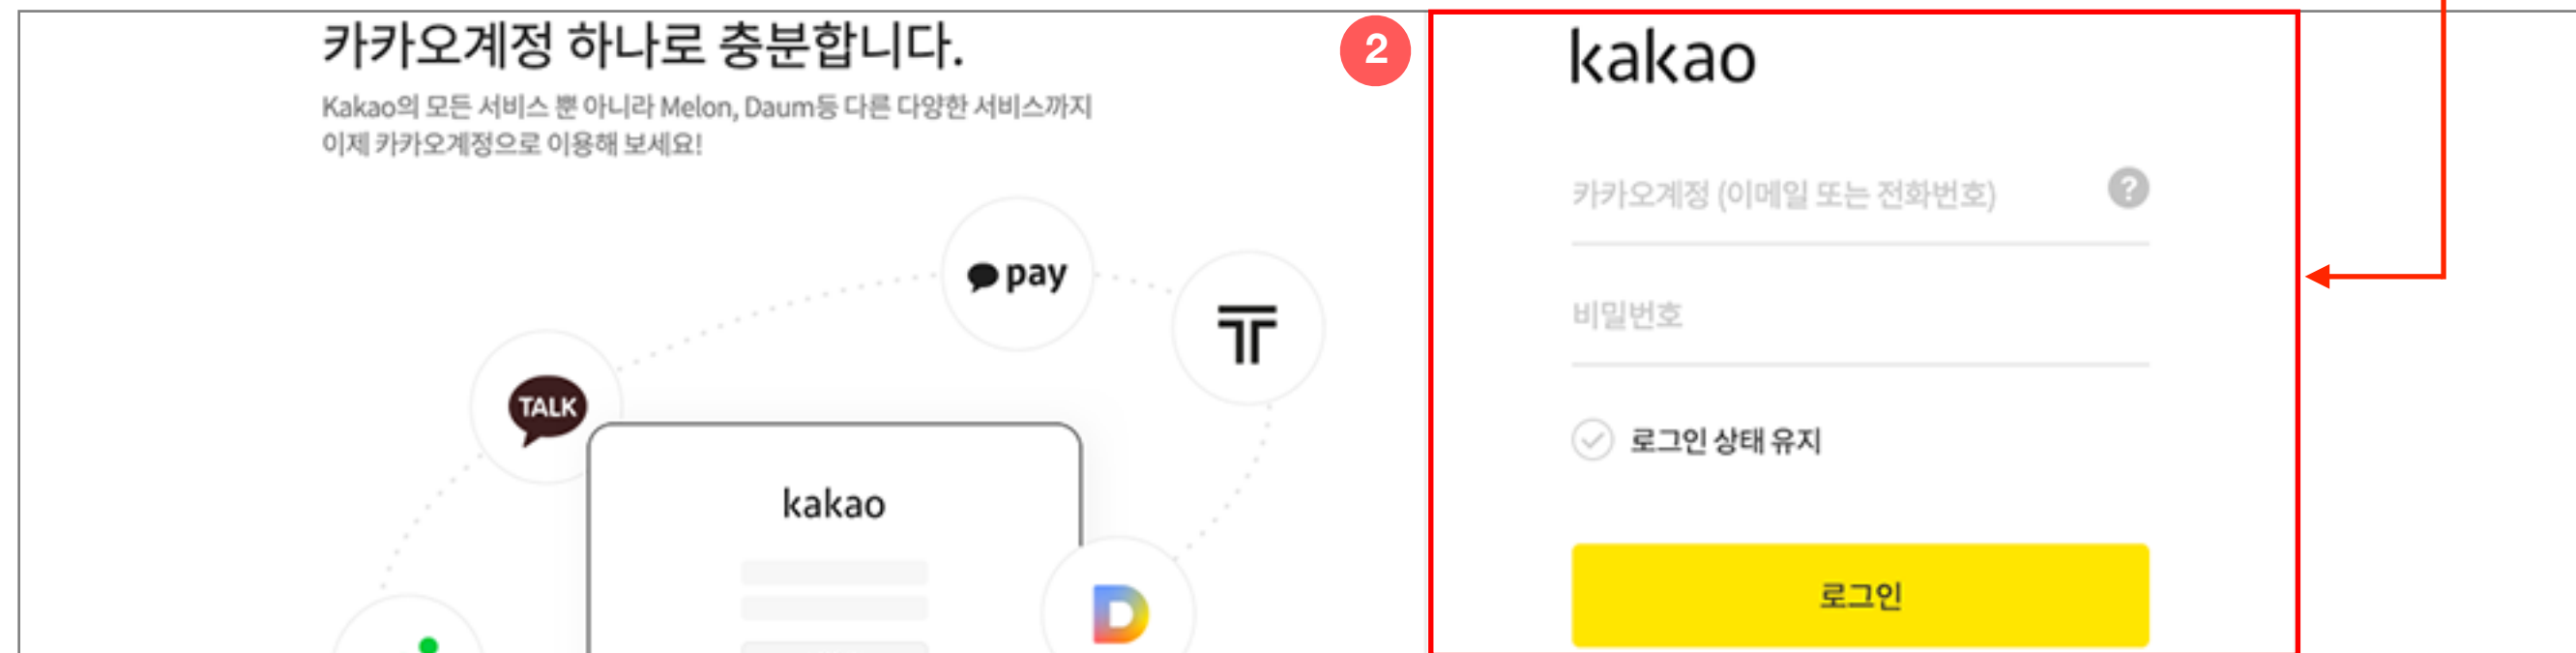 카카오계정 하나로 충분합니다.
Kakao의 모든 서비스 뿐 아니라 Melon, Daum등 다른 다양한 서비스까지
이제 카카오계정으로 이용해 보세요!
pay
TALK
kakao
2
kakao
카카오계정 (이메일 또는 전화번호)
?
비밀번호
로그인 상태 유지
로그인